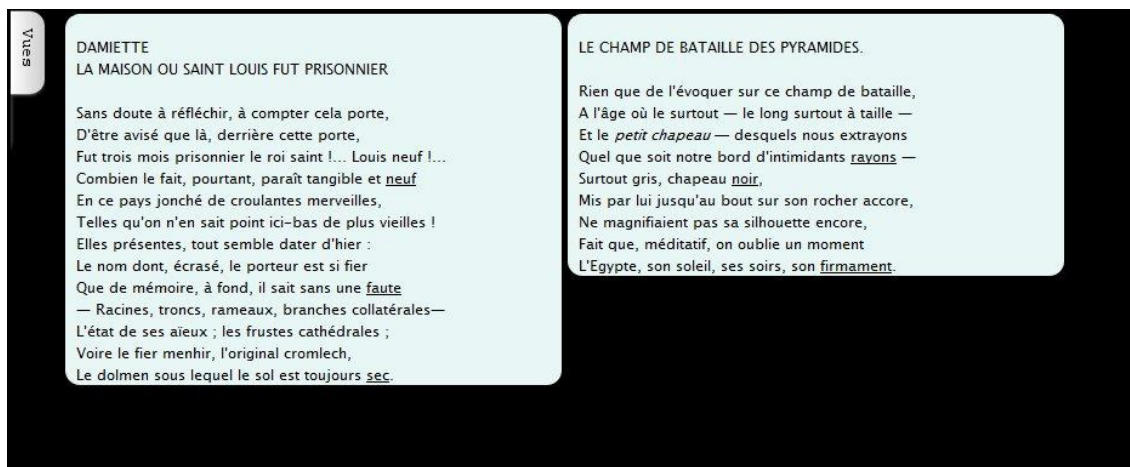 Vues
DAMIETTE
LA MAISON OU SAINT LOUIS FUT PRISONNIER
Sans doute à réfléchir, à compter cela porte,
D'être avisé que là, derrière cette porte,
Fut trois mois prisonnier le roi saint !... Louis neuf !...
Combien le fait, pourtant, paraît tangible et neuf
En ce pays jonché de croulantes merveilles,
Telles qu'on n'en sait point ici-bas de plus vieilles !
Elles présentes, tout semble dater d'hier :
Le nom dont, écrasé, le porteur est si fier
Que de mémoire, à fond, il sait sans une faute
— Racines, troncs, rameaux, branches collatérales—
L'état de ses aïeux ; les frustes cathédrales ;
Voire le fier menhir, l'original cromlech,
Le dolmen sous lequel le sol est toujours sec.
LE CHAMP DE BATAILLE DES PYRAMIDES.
Rien que de l'évoquer sur ce champ de bataille,
A l'âge où le surtout — le long surtout à taille —
Et le petit chapeau — desquels nous extrayons
Quel que soit notre bord d'intimidants rayons —
Surtout gris, chapeau noir,
Mis par lui jusqu'au bout sur son rocher accore,
Ne magnifiaient pas sa silhouette encore,
Fait que, méditatif, on oublie un moment
L'Egypte, son soleil, ses soirs, son firmament.